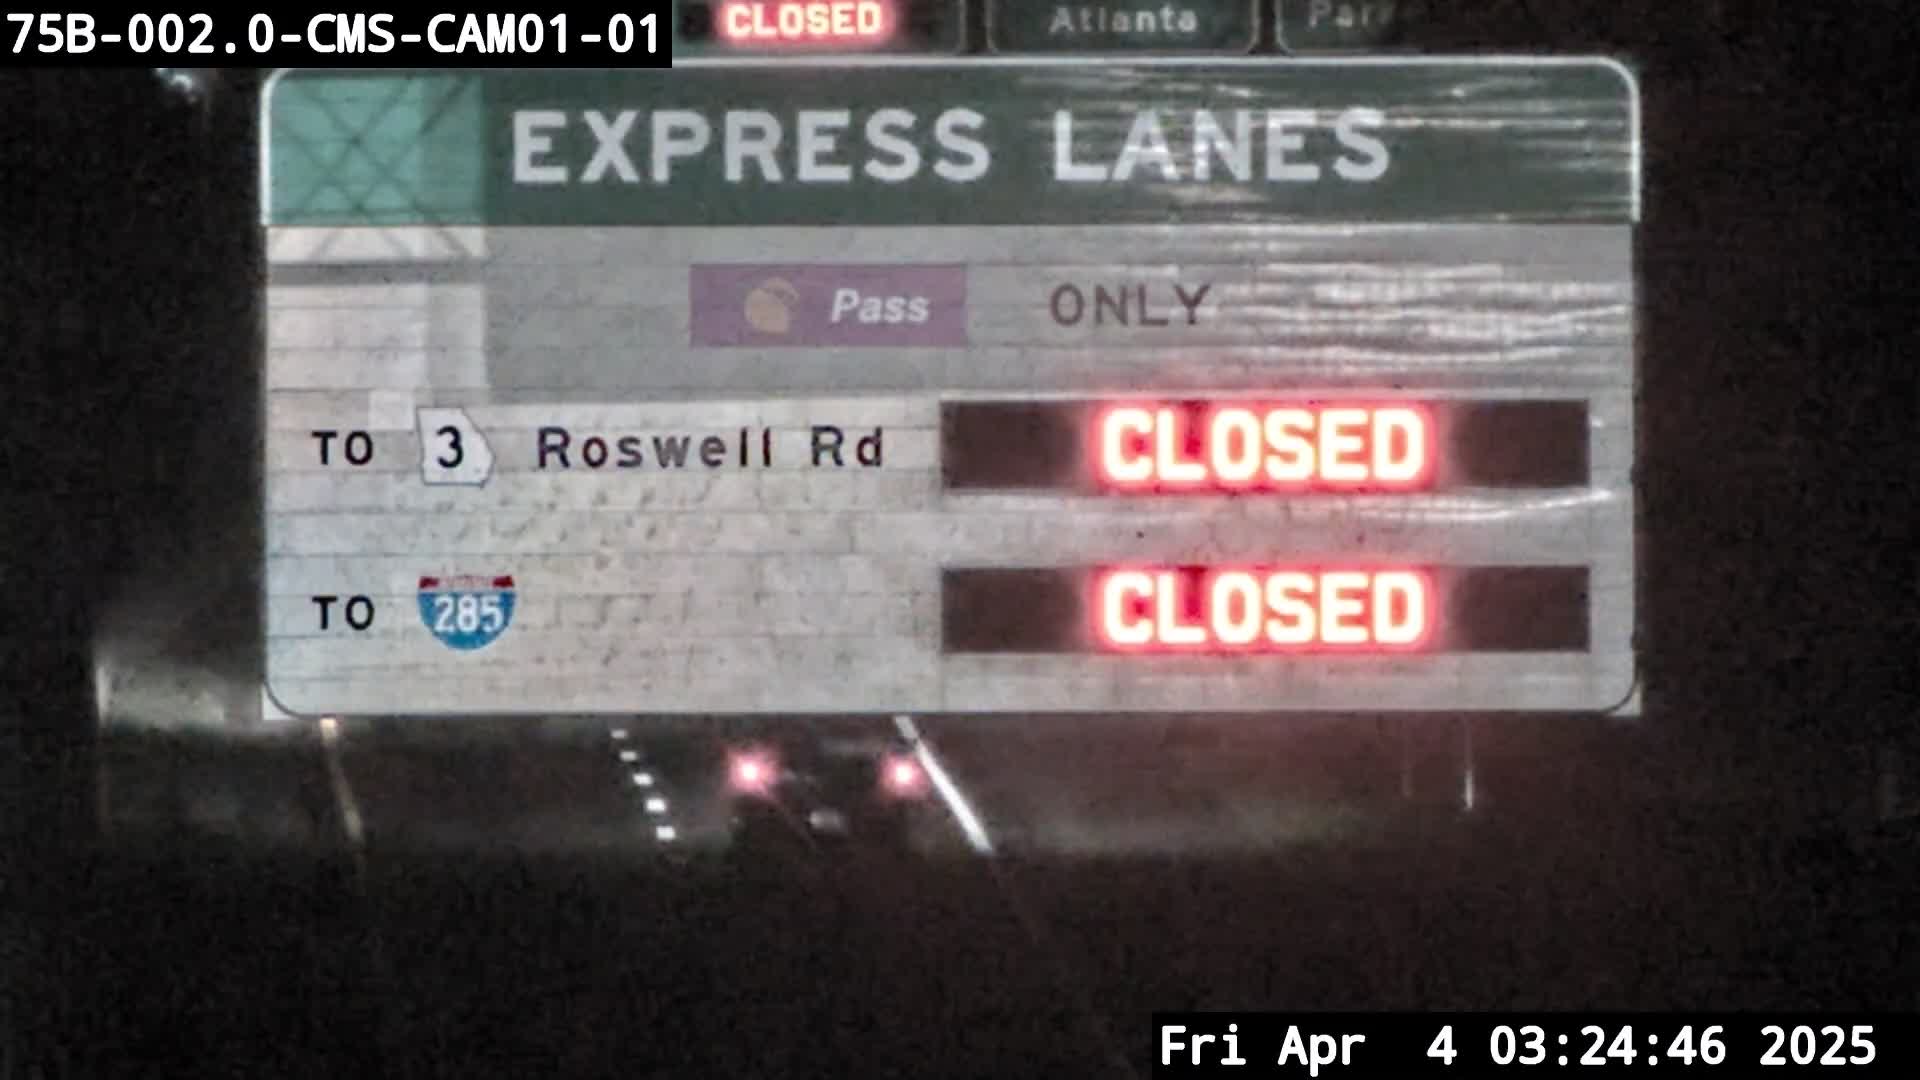 75B-002.0-CMS-CAM01-01
CLOSED
Atlanta
EXPRESS LANES
Pass ONLY
TO 3 Roswell Rd CLOSED
TO 285 CLOSED
Fri Apr 4 03:24:46 2025